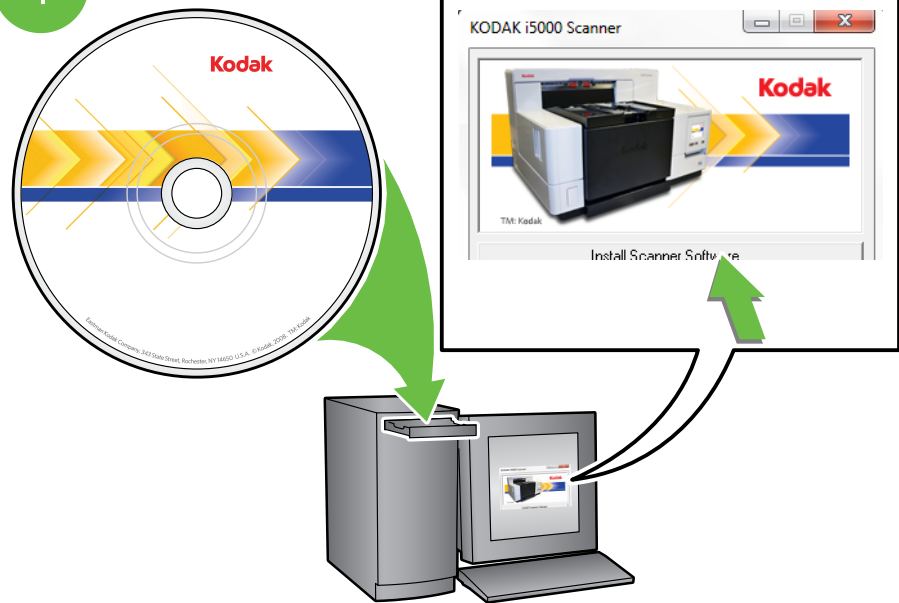 Kodak
Eastman Kodak Company, 343 State Street, Rochester, NY 14650 U.S.A. © Kodak, 2008. TM: Kodak
KODAK i5000 Scanner
Kodak
TM: Kodak
Install Scanner